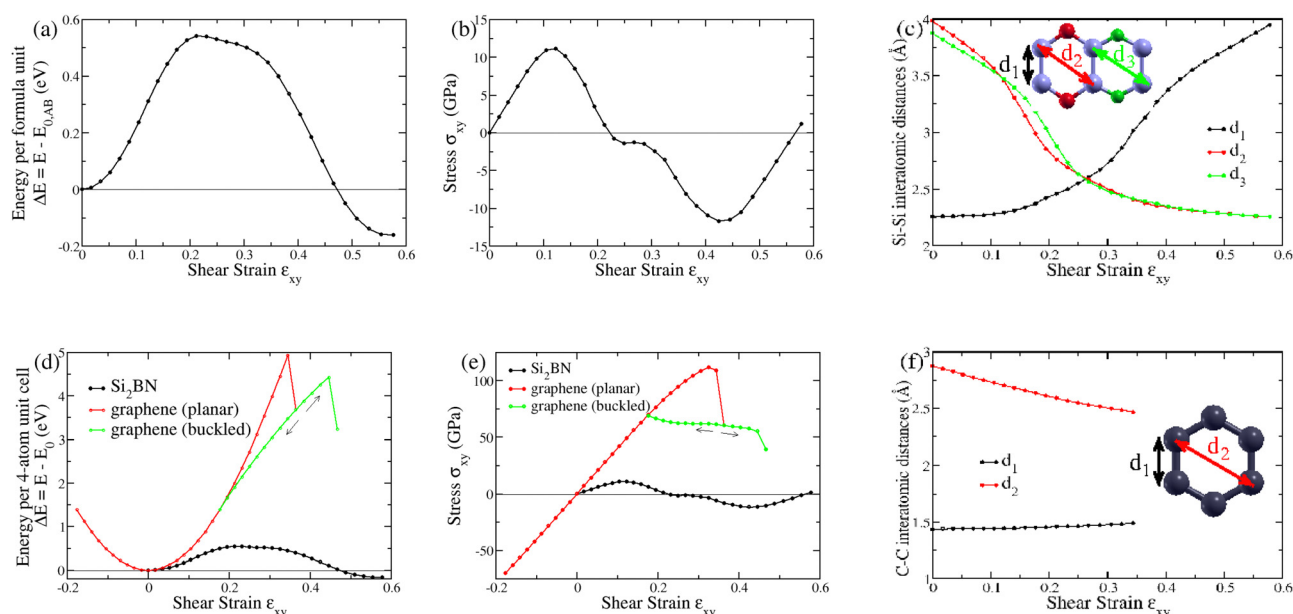 (a)
Energy per formula unit
ΔE = E - E0,AB (eV)
0.6
0.4
0.2
0
-0.2
0 0.1 0.2 0.3 0.4 0.5 0.6
Shear Strain εxy
(b)
Stress σxy (GPa)
15
10
5
0
-5
-10
-15
0 0.1 0.2 0.3 0.4 0.5 0.6
Shear Strain εxy
(c)
Si-Si interatomic distances (Å)
4
3.5
3
2.5
2
d1
d2
d3
d1
d2
d3
0 0.1 0.2 0.3 0.4 0.5 0.6
Shear Strain εxy
(d)
Energy per 4-atom unit cell
ΔE = E - E0 (eV)
5
4
3
2
1
0
Si2BN
graphene (planar)
graphene (buckled)
-0.2 0 0.2 0.4 0.6
Shear Strain εxy
(e)
Stress σxy (GPa)
100
50
0
-50
Si2BN
graphene (planar)
graphene (buckled)
-0.2 0 0.2 0.4 0.6
Shear Strain εxy
(f)
C-C interatomic distances (Å)
3
2.5
2
1.5
1
d1
d2
d1
d2
0 0.1 0.2 0.3 0.4 0.5 0.6
Shear Strain εxy